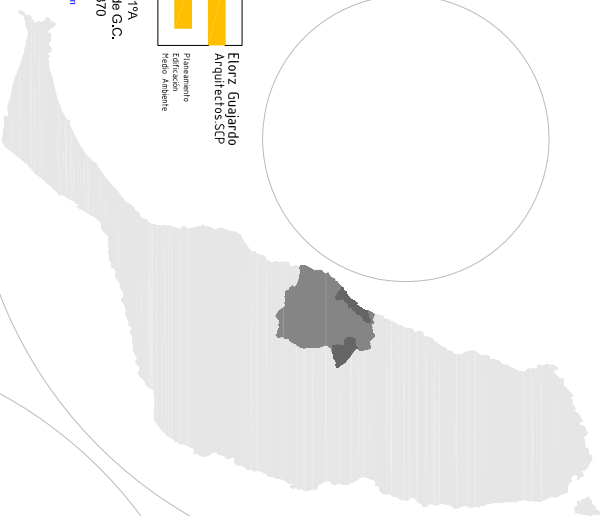 1ºA
de G.C.
70
n
Elorz Guajardo
Arquitectos.SCP
Planeamiento
Edificación
Medio Ambiente